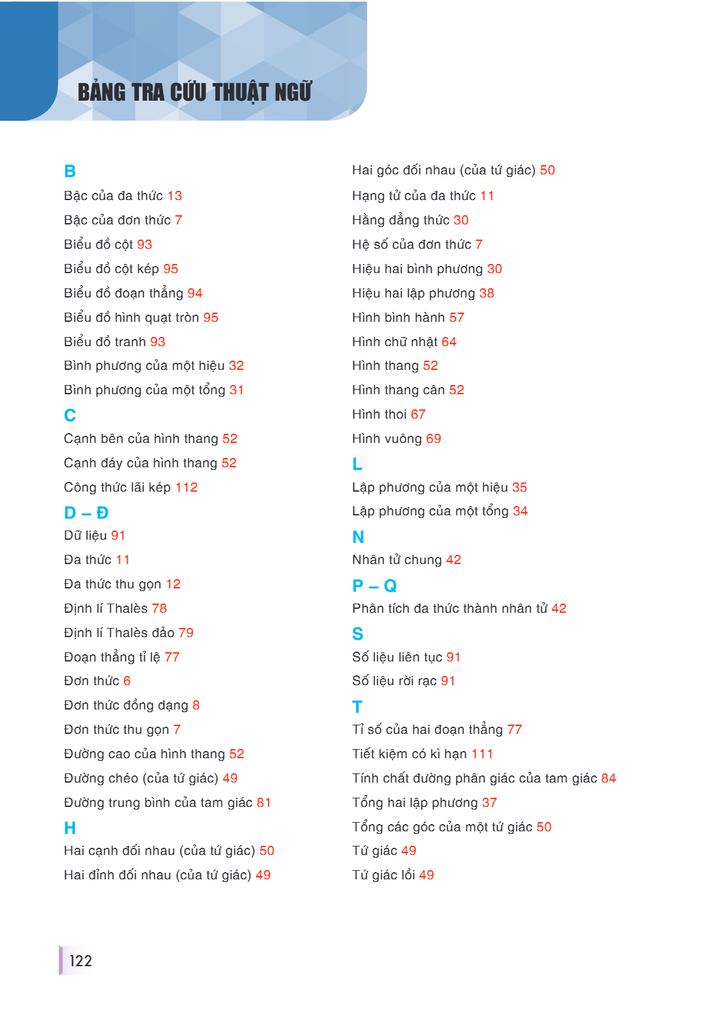 BẢNG TRA CỨU THUẬT NGỮ
B
Bậc của đa thức 13
Bậc của đơn thức 7
Biểu đồ cột 93
Biểu đồ cột kép 95
Biểu đồ đoạn thẳng 94
Biểu đồ hình quạt tròn 95
Biểu đồ tranh 93
Bình phương của một hiệu 32
Bình phương của một tổng 31
C
Cạnh bên của hình thang 52
Cạnh đáy của hình thang 52
Công thức lãi kép 112
D – Đ
Dữ liệu 91
Đa thức 11
Đa thức thu gọn 12
Định lí Thalès 78
Định lí Thalès đảo 79
Đoạn thẳng tỉ lệ 77
Đơn thức 6
Đơn thức đồng dạng 8
Đơn thức thu gọn 7
Đường cao của hình thang 52
Đường chéo (của tứ giác) 49
Đường trung bình của tam giác 81
H
Hai cạnh đối nhau (của tứ giác) 50
Hai đỉnh đối nhau (của tứ giác) 49
Hai góc đối nhau (của tứ giác) 50
Hạng tử của đa thức 11
Hằng đẳng thức 30
Hệ số của đơn thức 7
Hiệu hai bình phương 30
Hiệu hai lập phương 38
Hình bình hành 57
Hình chữ nhật 64
Hình thang 52
Hình thang cân 52
Hình thoi 67
Hình vuông 69
L
Lập phương của một hiệu 35
Lập phương của một tổng 34
N
Nhân tử chung 42
P – Q
Phân tích đa thức thành nhân tử 42
S
Số liệu liên tục 91
Số liệu rời rạc 91
T
Tỉ số của hai đoạn thẳng 77
Tiết kiệm có kì hạn 111
Tính chất đường phân giác của tam giác 84
Tổng hai lập phương 37
Tổng các góc của một tứ giác 50
Tứ giác 49
Tứ giác lồi 49
122